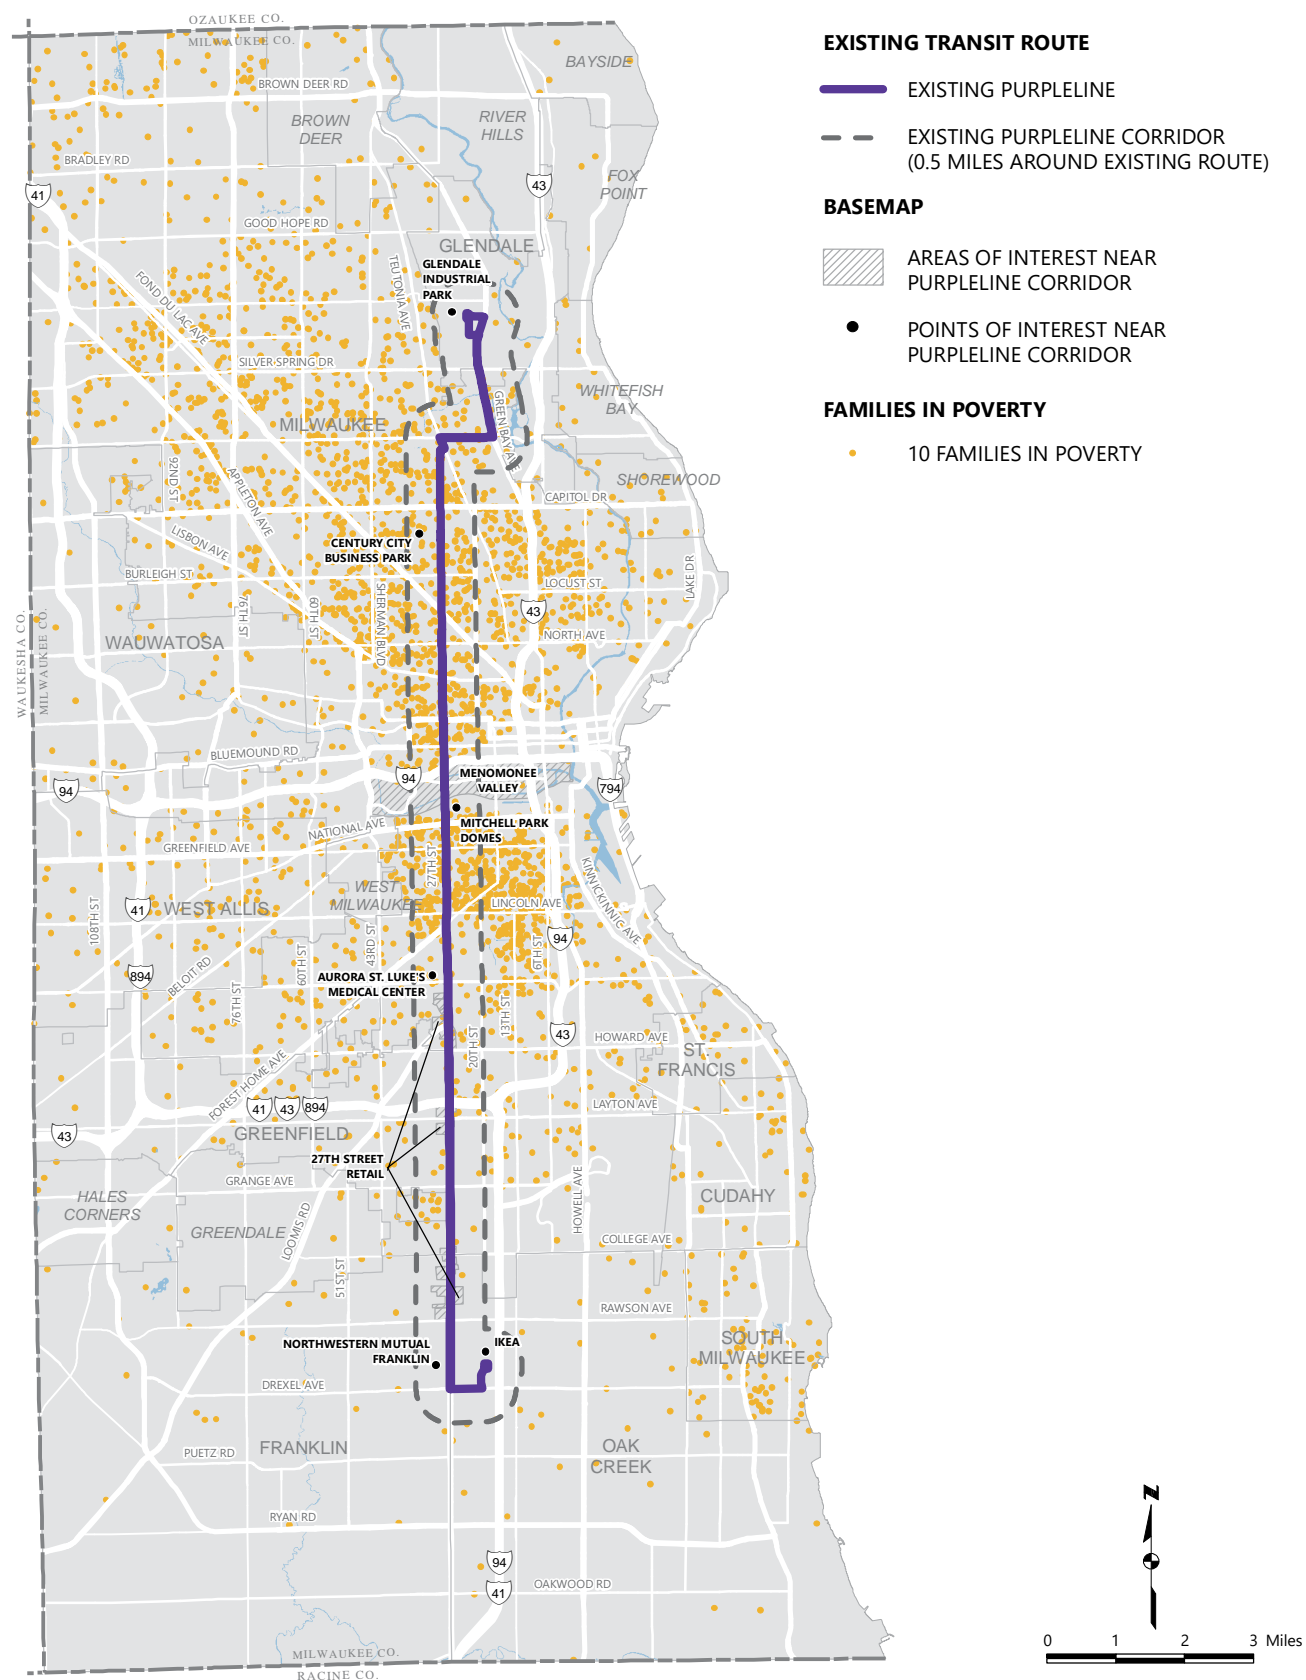 OZAUKEE CO.
MILWAUKEE CO.
BAYSIDE
BROWN DEER RD
BROWN
DEER
RIVER
HILLS
BRADLEY RD
FOX
POINT
41
43
GOOD HOPE RD
GLENDALE
TEUTONIA AVE
GLENDALE
INDUSTRIAL
PARK
FOND DU LAC AVE
SILVER SPRING DR
WHITEFISH
BAY
GREEN BAY AVE
MILWAUKEE
92ND ST
APPLETON AVE
SHOREWOOD
CAPITOL DR
LISBON AVE
CENTURY CITY
BUSINESS PARK
BURLEIGH ST
LOCUST ST
LAKE DR
76TH ST
60TH ST
SHERMAN BLVD
43
NORTH AVE
WAUWATOSA
WAUKESHA CO.
MILWAUKEE CO.
BLUEMOUND RD
94
94
MENOMONEE
VALLEY
794
MITCHELL PARK
DOMES
NATIONAL AVE
GREENFIELD AVE
27TH ST
KINNICKINNIC AVE
WEST
MILWAUKEE
LINCOLN AVE
WEST ALLIS
41
108TH ST
43RD ST
60TH ST
6TH ST
94
894
BELOIT RD
AURORA ST. LUKE'S
MEDICAL CENTER
76TH ST
13TH ST
20TH ST
43
HOWARD AVE
ST.
FRANCIS
FOREST HOME AVE
41
43
894
LAYTON AVE
43
GREENFIELD
27TH STREET
RETAIL
GRANGE AVE
HALES
CORNERS
HOWELL AVE
CUDAHY
GREENDALE
LOOMIS RD
COLLEGE AVE
51ST ST
RAWSON AVE
SOUTH
MILWAUKEE
NORTHWESTERN MUTUAL
FRANKLIN
IKEA
DREXEL AVE
FRANKLIN
PUETZ RD
OAK
CREEK
RYAN RD
94
41
OAKWOOD RD
MILWAUKEE CO.
RACINE CO.
EXISTING TRANSIT ROUTE
EXISTING PURPLELINE
EXISTING PURPLELINE CORRIDOR
(0.5 MILES AROUND EXISTING ROUTE)
BASEMAP
AREAS OF INTEREST NEAR
PURPLELINE CORRIDOR
POINTS OF INTEREST NEAR
PURPLELINE CORRIDOR
FAMILIES IN POVERTY
10 FAMILIES IN POVERTY
N
0 1 2 3 Miles